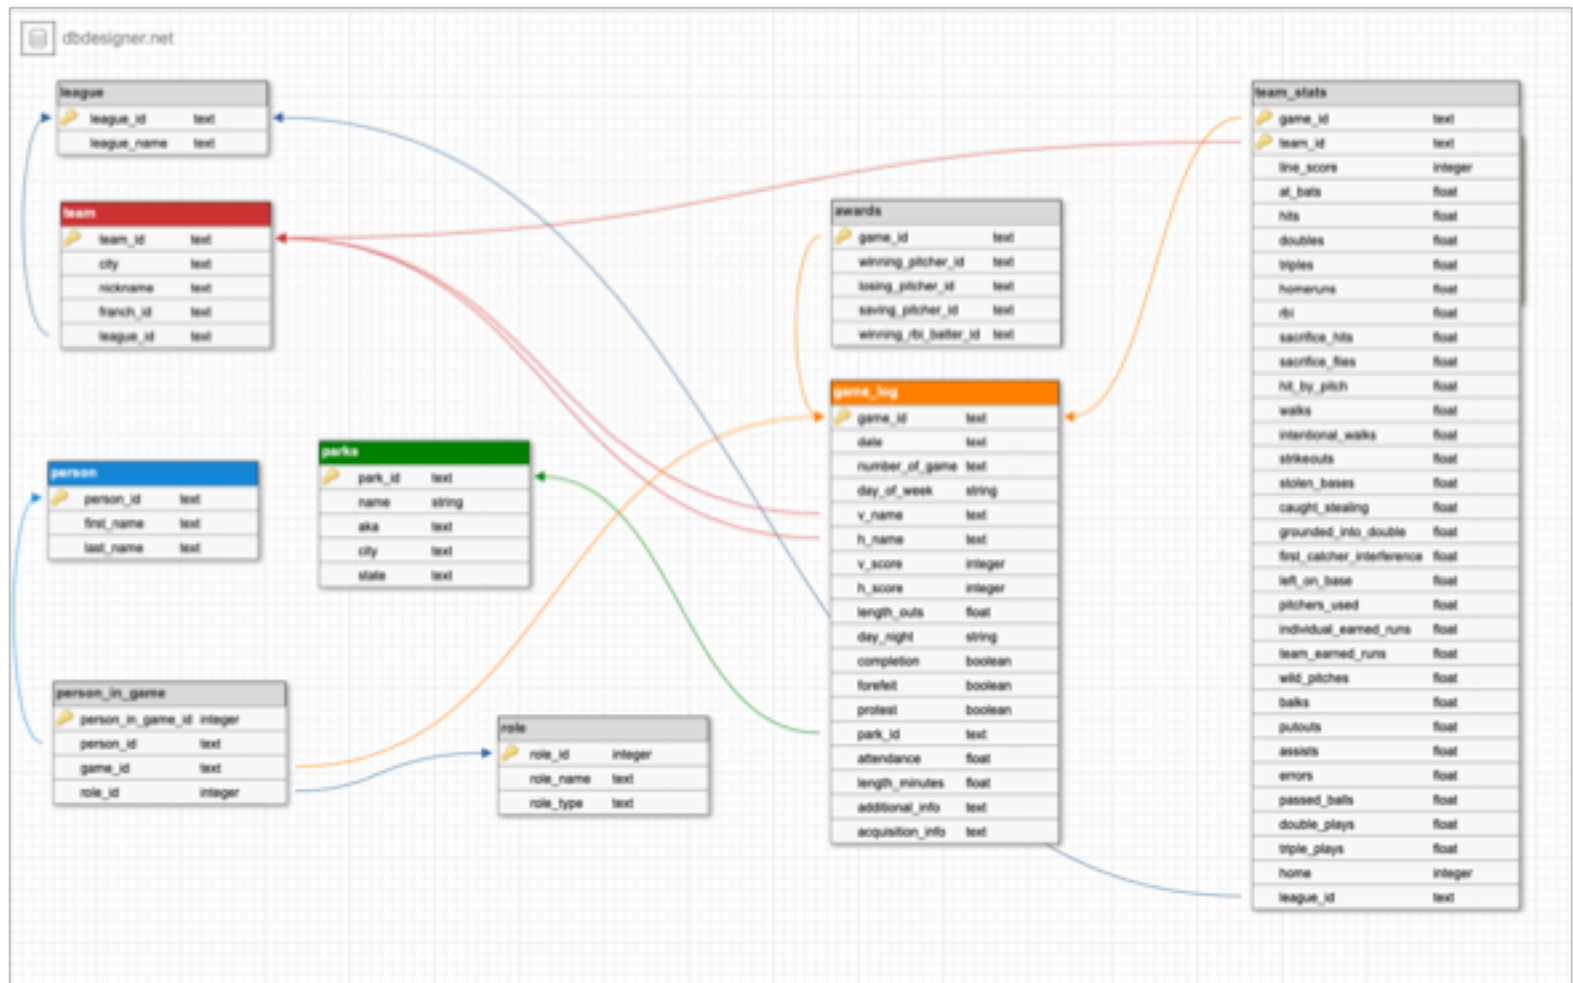 dbdesigner.net
league
league_id text
league_name text
team
team_id text
city text
nickname text
franch_id text
league_id text
person
person_id text
first_name text
last_name text
parks
park_id text
name string
aka text
city text
state text
person_in_game
person_in_game_id integer
person_id text
game_id text
role_id integer
role
role_id integer
role_name text
role_type text
awards
game_id text
winning_pitcher_id text
losing_pitcher_id text
saving_pitcher_id text
winning_rbi_batter_id text
game_log
game_id text
date text
number_of_game text
day_of_week string
v_name text
h_name text
v_score integer
h_score integer
length_outs float
day_night string
completion boolean
forefeit boolean
protest boolean
park_id text
attendance float
length_minutes float
additional_info text
acquisition_info text
team_stats
game_id text
team_id text
line_score integer
at_bats float
hits float
doubles float
triples float
homeruns float
rbi float
sacrifice_hits float
sacrifice_flies float
hit_by_pitch float
walks float
intentional_walks float
strikeouts float
stolen_bases float
caught_stealing float
grounded_into_double float
first_catcher_interference float
left_on_base float
pitchers_used float
individual_earned_runs float
team_earned_runs float
wild_pitches float
balks float
putouts float
assists float
errors float
passed_balls float
double_plays float
triple_plays float
home integer
league_id text